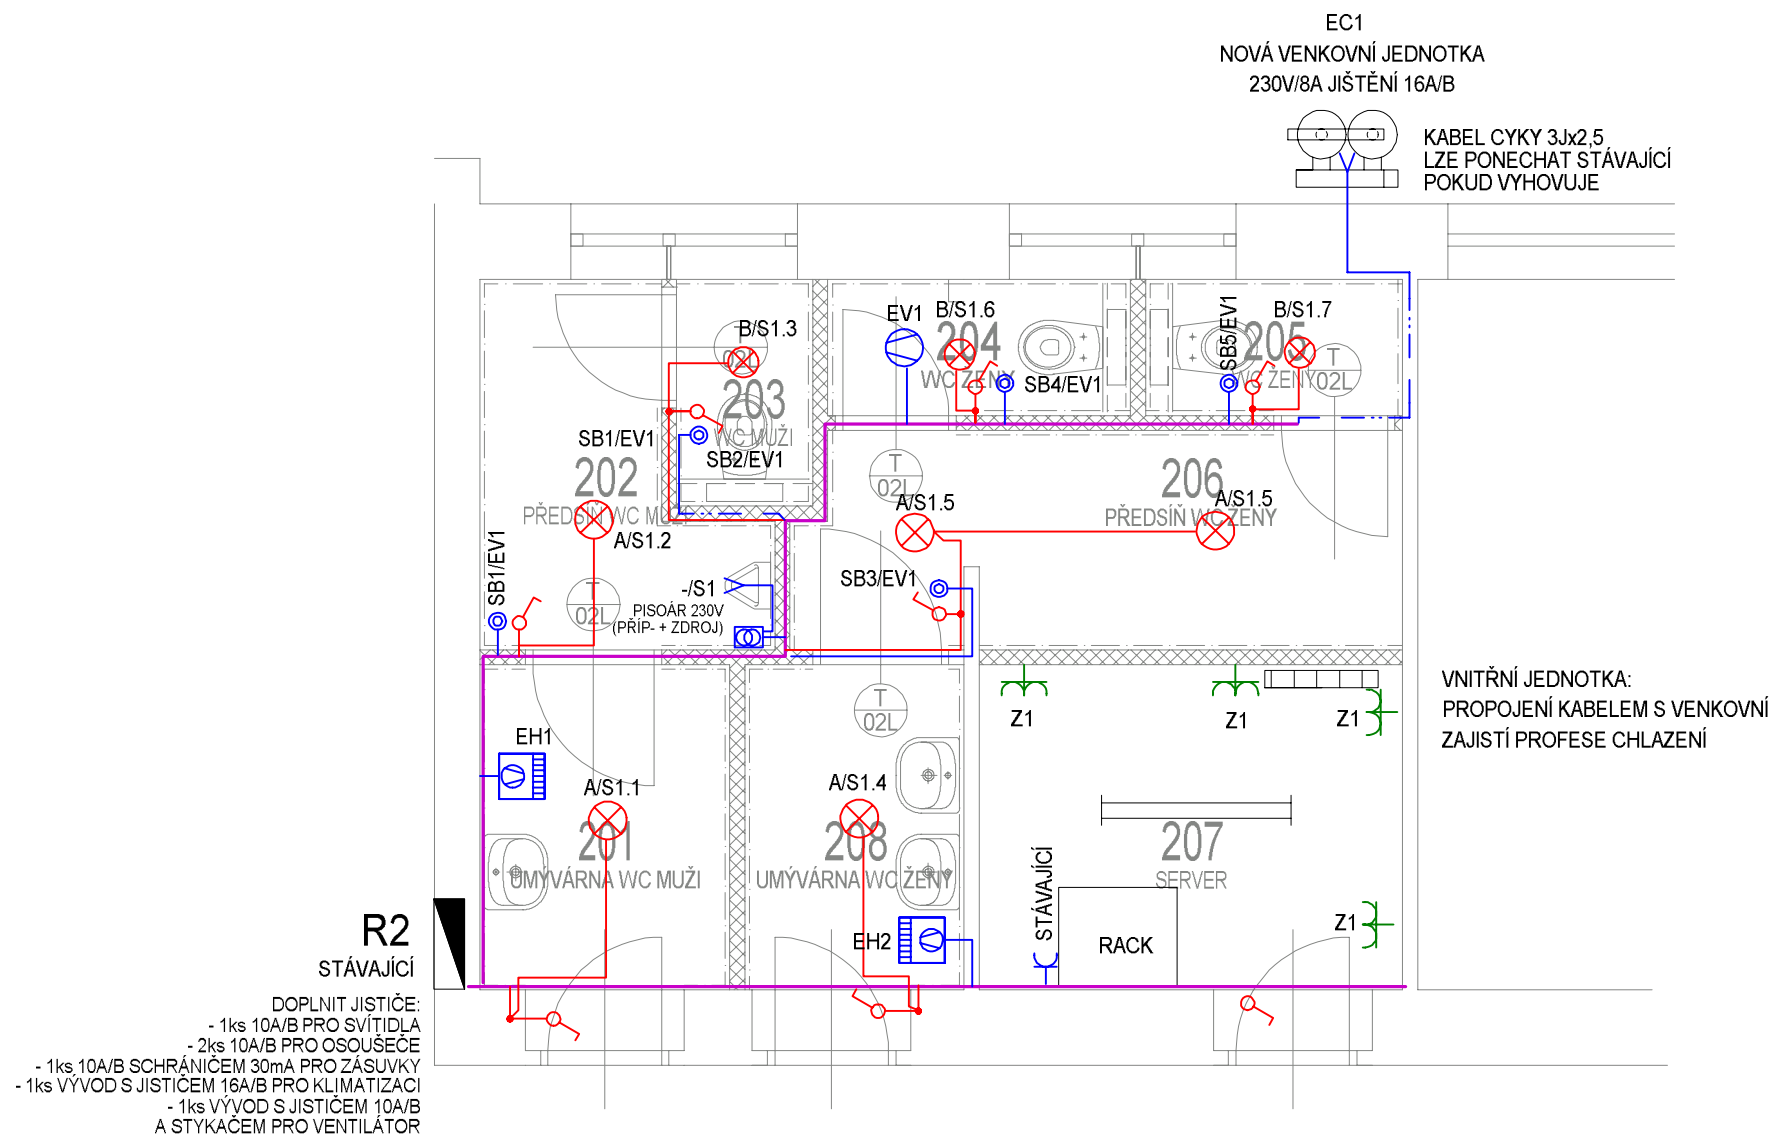 EC1
NOVÁ VENKOVNÍ JEDNOTKA
230V/8A JIŠTĚNÍ 16A/B
KABEL CYKY 3Jx2,5
LZE PONECHAT STÁVAJÍCÍ
POKUD VYHOVUJE
B/S1.3
T
02L
203
WC MUŽI
SB1/EV1
SB2/EV1
EV1
B/S1.6
204
WC ŽENY
SB4/EV1
SB5/EV1
B/S1.7
205
WC ŽENY
T
02L
202
PŘEDSÍŇ WC MUŽI
A/S1.2
SB1/EV1
T
02L
-/S1
PISOÁR 230V
(PŘÍP- + ZDROJ)
T
02L
A/S1.5
206
PŘEDSÍŇ WC ŽENY
A/S1.5
SB3/EV1
EH1
A/S1.1
201
UMÝVÁRNA WC MUŽI
T
02L
A/S1.4
208
UMÝVÁRNA WC ŽENY
EH2
Z1
Z1
Z1
207
SERVER
STÁVAJÍCÍ
RACK
Z1
VNITŘNÍ JEDNOTKA:
PROPOJENÍ KABELEM S VENKOVNÍ
ZAJISTÍ PROFESE CHLAZENÍ
R2
STÁVAJÍCÍ
DOPLNIT JISTIČE:
- 1ks 10A/B PRO SVÍTIDLA
- 2ks 10A/B PRO OSOUŠEČE
- 1ks 10A/B SCHRÁNIČEM 30mA PRO ZÁSUVKY
- 1ks VÝVOD S JISTIČEM 16A/B PRO KLIMATIZACI
- 1ks VÝVOD S JISTIČEM 10A/B
A STYKAČEM PRO VENTILÁTOR